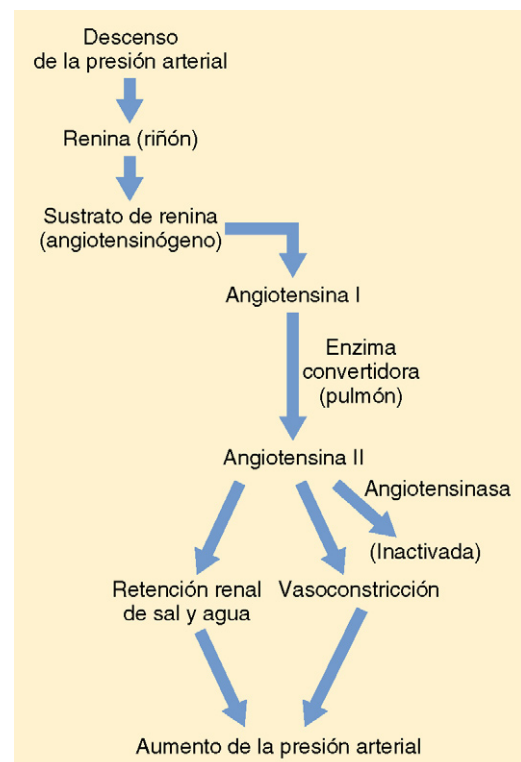 Descenso
de la presión arterial
Renina (riñón)
Sustrato de renina
(angiotensinógeno)
Angiotensina I
Enzima
convertidora
(pulmón)
Angiotensina II
Angiotensinasa
(Inactivada)
Retención renal
de sal y agua
Vasoconstricción
Aumento de la presión arterial